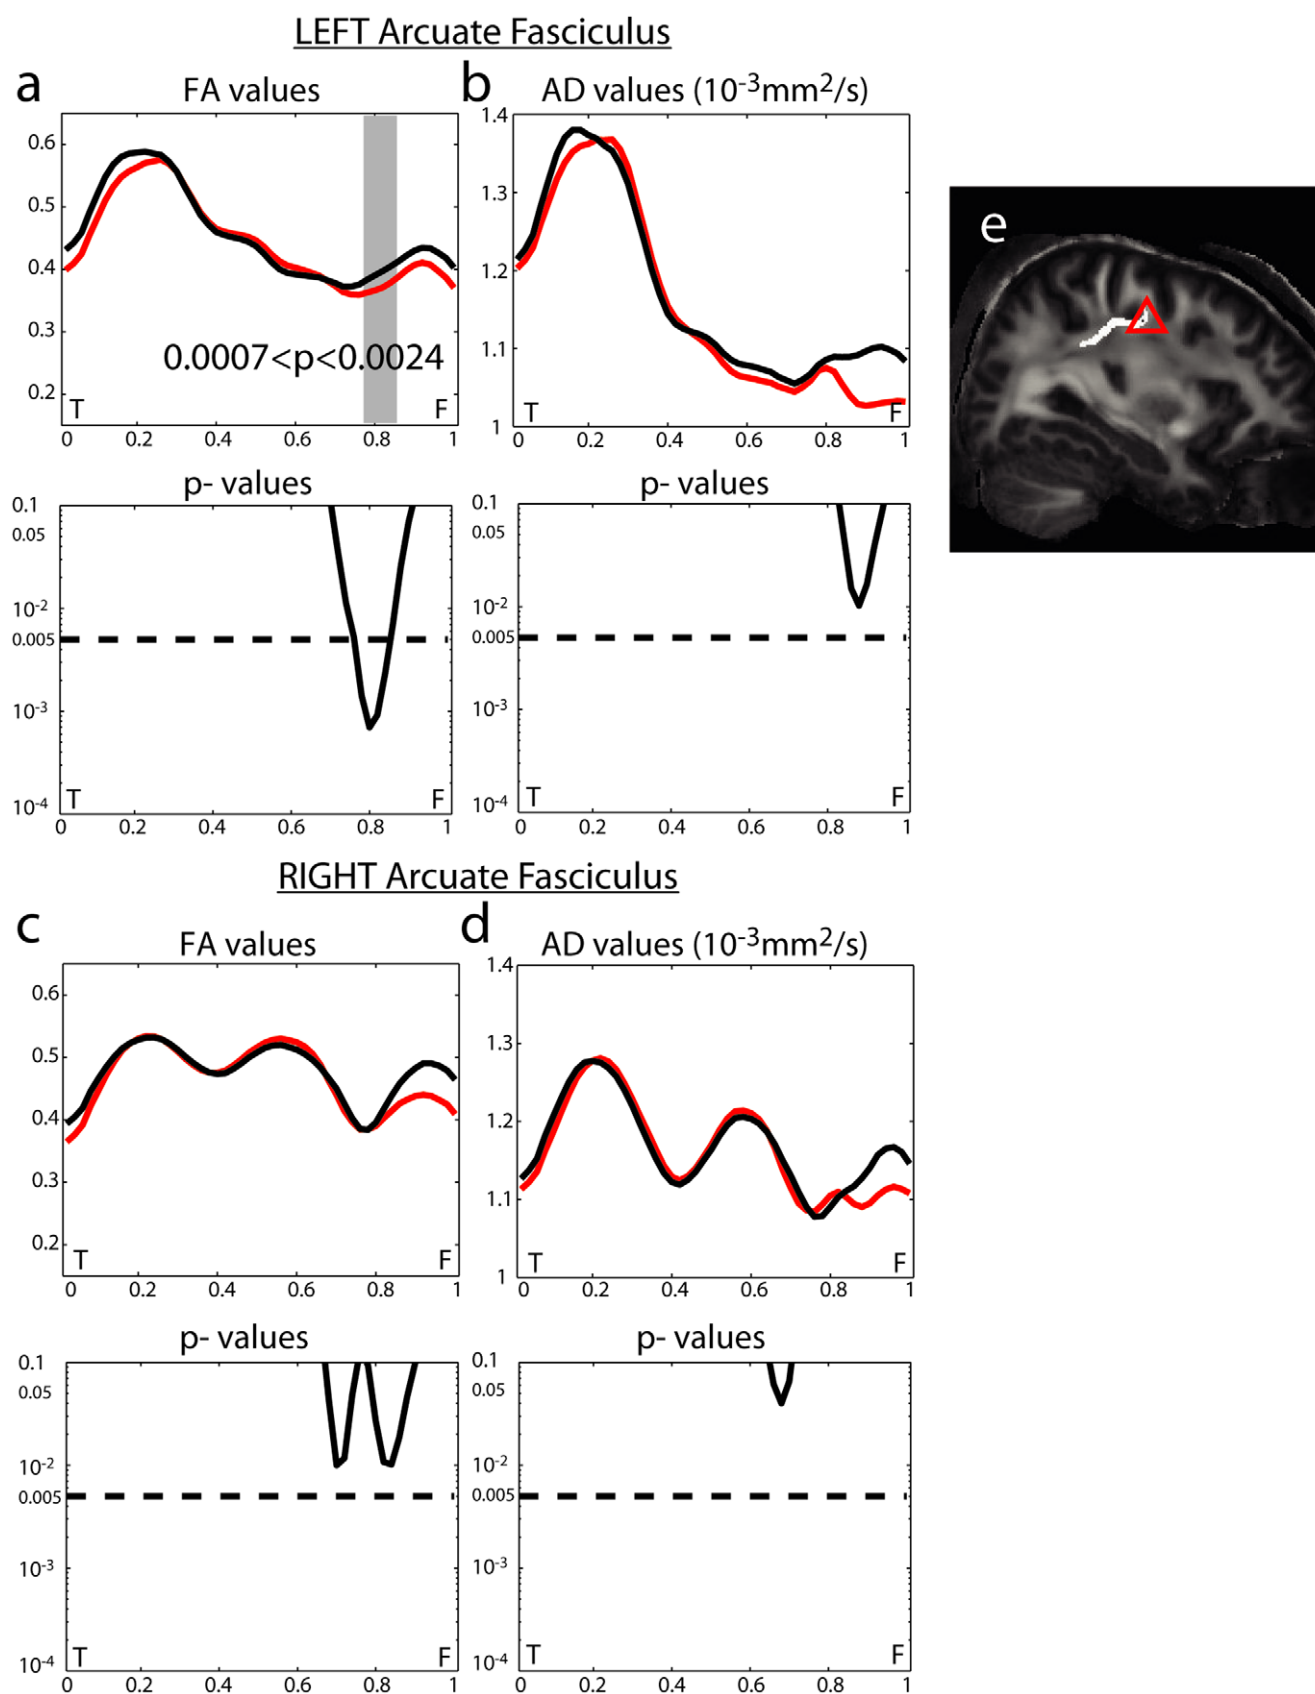 LEFT Arcuate Fasciculus
a
FA values
0.6
0.5
0.4
0.3
0.2
0.0007<p<0.0024
T
F
0 0.2 0.4 0.6 0.8 1
b
AD values (10-3mm2/s)
1.4
1.3
1.2
1.1
1
T
F
0 0.2 0.4 0.6 0.8 1
e
p- values
0.1
0.05
10-2
0.005
10-3
10-4
T
F
0 0.2 0.4 0.6 0.8 1
p- values
0.1
0.05
10-2
0.005
10-3
10-4
T
F
0 0.2 0.4 0.6 0.8 1
RIGHT Arcuate Fasciculus
c
FA values
0.6
0.5
0.4
0.3
0.2
T
F
0 0.2 0.4 0.6 0.8 1
d
AD values (10-3mm2/s)
1.4
1.3
1.2
1.1
1
T
F
0 0.2 0.4 0.6 0.8 1
p- values
0.1
0.05
10-2
0.005
10-3
10-4
T
F
0 0.2 0.4 0.6 0.8 1
p- values
0.1
0.05
10-2
0.005
10-3
10-4
T
F
0 0.2 0.4 0.6 0.8 1